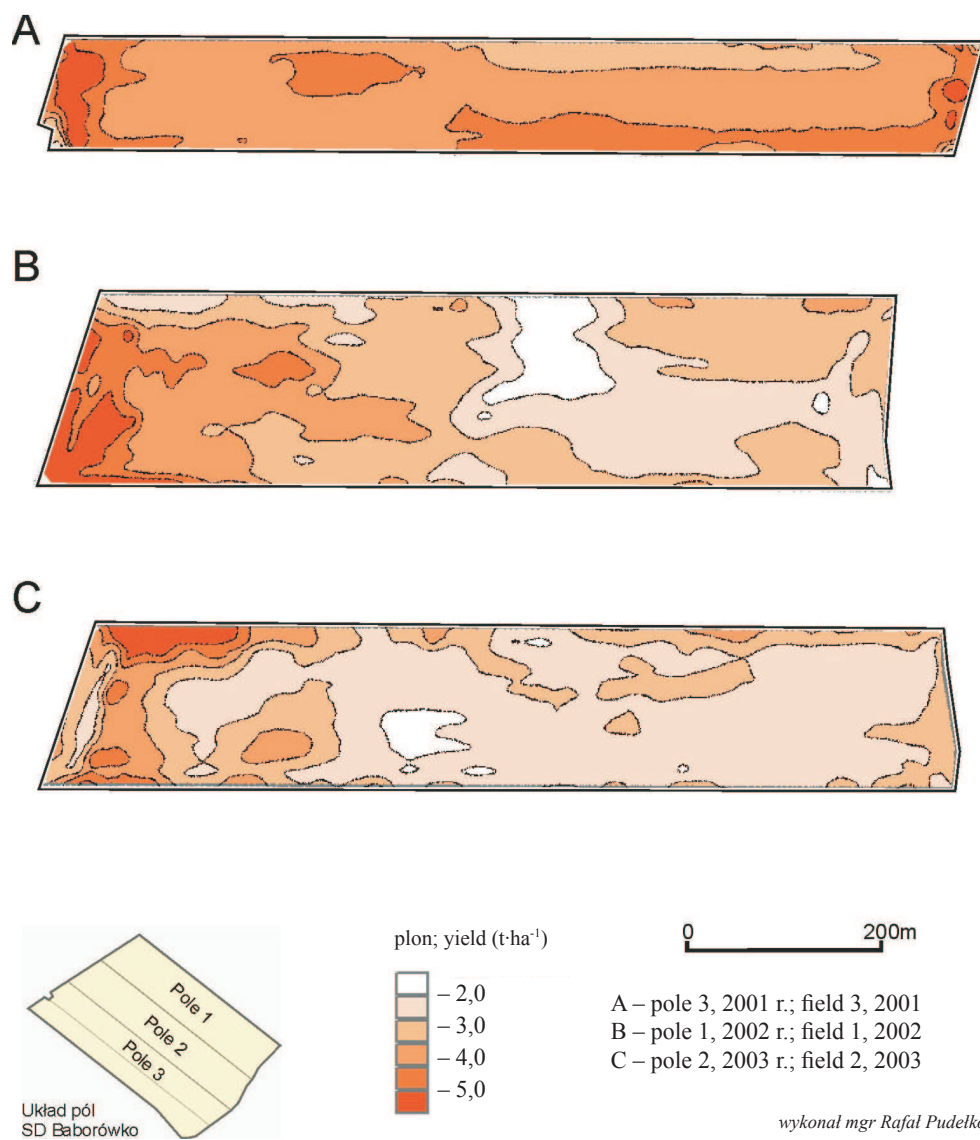 A
B
C
Pole 1
Pole 2
Pole 3
Układ pól
SD Baborówko
plon; yield (t·ha⁻¹)
– 2,0
– 3,0
– 4,0
– 5,0
0 200m
A – pole 3, 2001 r.; field 3, 2001
B – pole 1, 2002 r.; field 1, 2002
C – pole 2, 2003 r.; field 2, 2003
wykonał mgr Rafał Pudełko